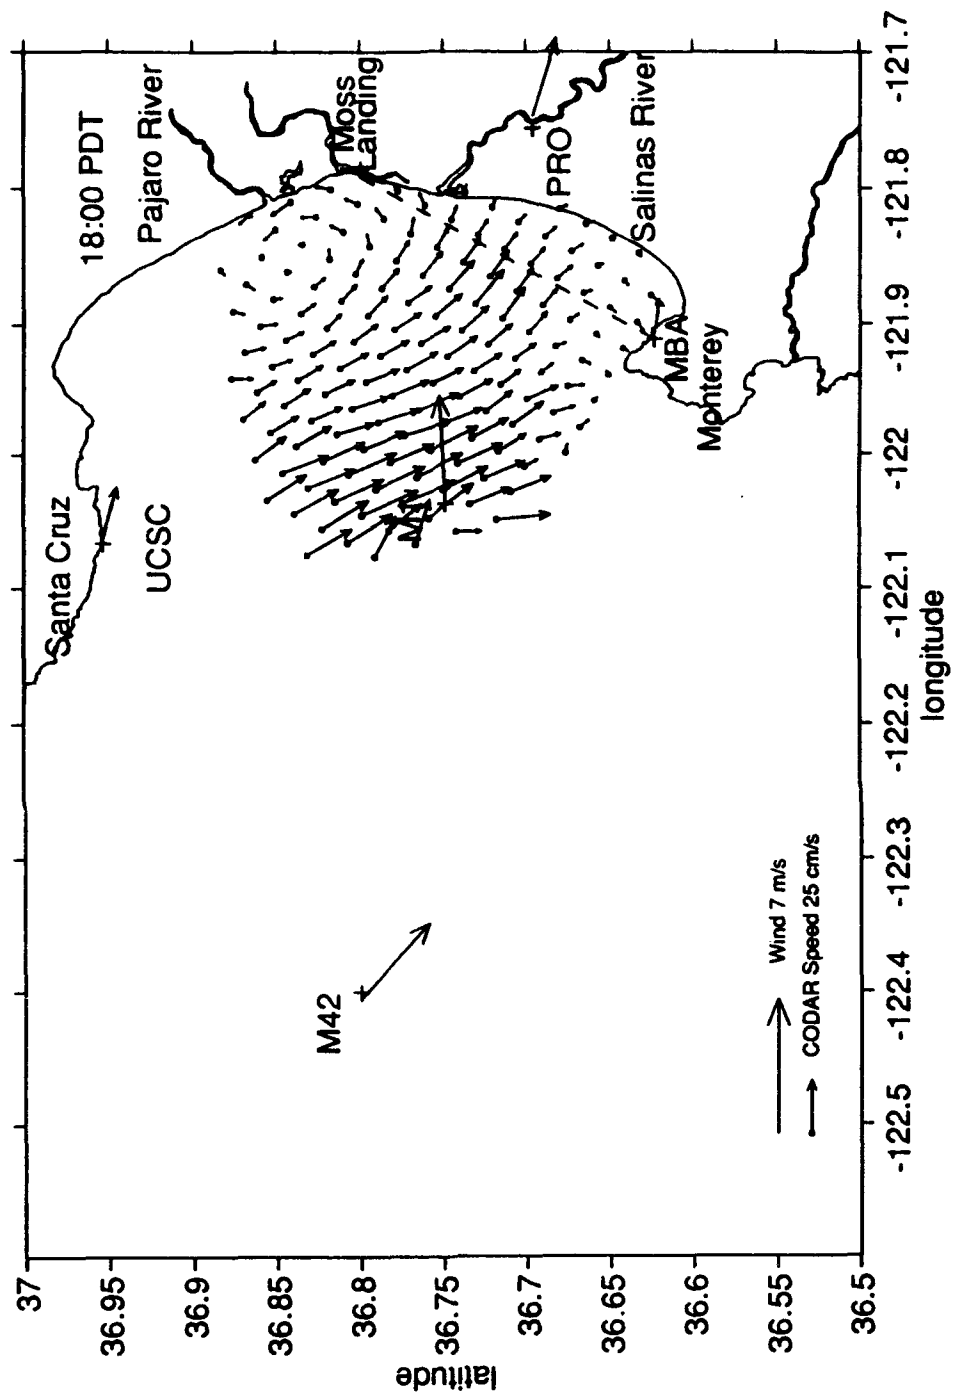 18:00 PDT
Santa Cruz
UCSC
Pajaro River
Moss
Landing
PRO
Salinas River
MBA
Monterey
M42
Wind 7 m/s
CODAR Speed 25 cm/s
latitude
37
36.95
36.9
36.85
36.8
36.75
36.7
36.65
36.6
36.55
36.5
-122.5
-122.4
-122.3
-122.2
-122.1
-122
-121.9
-121.8
-121.7
longitude